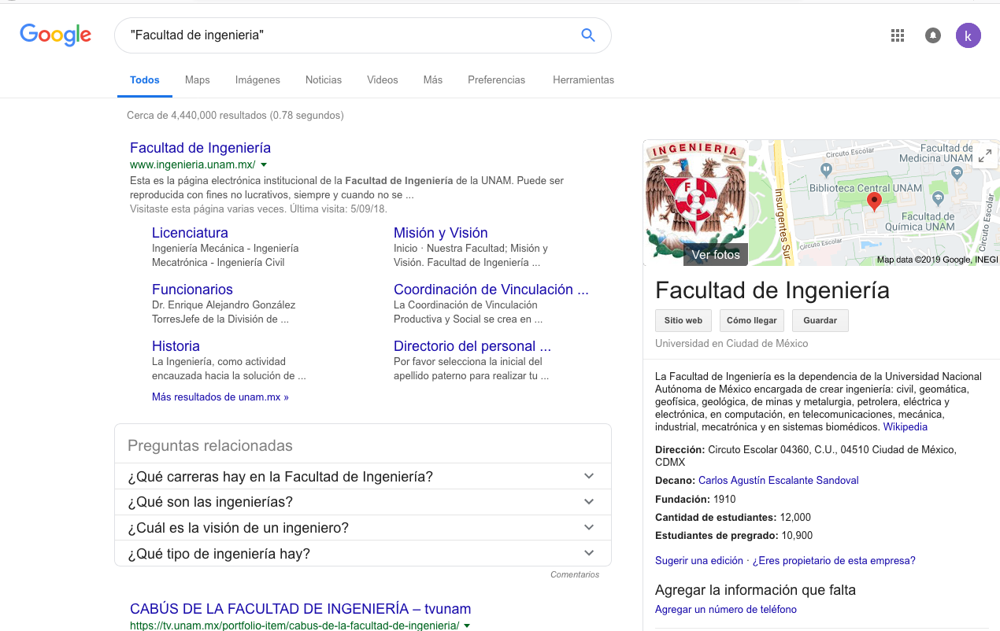 Google
"Facultad de ingenieria"
k
Todos Maps Imágenes Noticias Videos Más Preferencias Herramientas
Cerca de 4,440,000 resultados (0.78 segundos)
Facultad de Ingeniería
www.ingenieria.unam.mx/
Esta es la página electrónica institucional de la Facultad de Ingeniería de la UNAM. Puede ser
reproducida con fines no lucrativos, siempre y cuando no se ...
Visitaste esta página varias veces. Última visita: 5/09/18.
Licenciatura
Ingeniería Mecánica - Ingeniería
Mecatrónica - Ingeniería Civil
Misión y Visión
Inicio · Nuestra Facultad; Misión y
Visión. Facultad de Ingeniería ...
Funcionarios
Dr. Enrique Alejandro González
TorresJefe de la División de ...
Coordinación de Vinculación ...
La Coordinación de Vinculación
Productiva y Social se crea en ...
Historia
La Ingeniería, como actividad
encauzada hacia la solución de ...
Directorio del personal ...
Por favor selecciona la inicial del
apellido paterno para realizar tu ...
Más resultados de unam.mx »
Preguntas relacionadas
¿Qué carreras hay en la Facultad de Ingeniería?
¿Qué son las ingenierías?
¿Cuál es la visión de un ingeniero?
¿Qué tipo de ingeniería hay?
Comentarios
CABÚS DE LA FACULTAD DE INGENIERÍA – tvunam
https://tv.unam.mx/portfolio-item/cabus-de-la-facultad-de-ingenieria/
INGENIERIA
F I
Ver fotos
Circuito Escolar
Facultad de
Medicina UNAM
Biblioteca Central UNAM
Insurgentes Sur
Facultad de
Química UNAM
Circuito Escolar
Circuito Escolar
Map data ©2019 Google, INEGI
Facultad de Ingeniería
Sitio web Cómo llegar Guardar
Universidad en Ciudad de México
La Facultad de Ingeniería es la dependencia de la Universidad Nacional
Autónoma de México encargada de crear ingeniería: civil, geomática,
geofísica, geológica, de minas y metalurgia, petrolera, eléctrica y
electrónica, en computación, en telecomunicaciones, mecánica,
industrial, mecatrónica y en sistemas biomédicos. Wikipedia
Dirección: Circuto Escolar 04360, C.U., 04510 Ciudad de México,
CDMX
Decano: Carlos Agustín Escalante Sandoval
Fundación: 1910
Cantidad de estudiantes: 12,000
Estudiantes de pregrado: 10,900
Sugerir una edición · ¿Eres propietario de esta empresa?
Agregar la información que falta
Agregar un número de teléfono